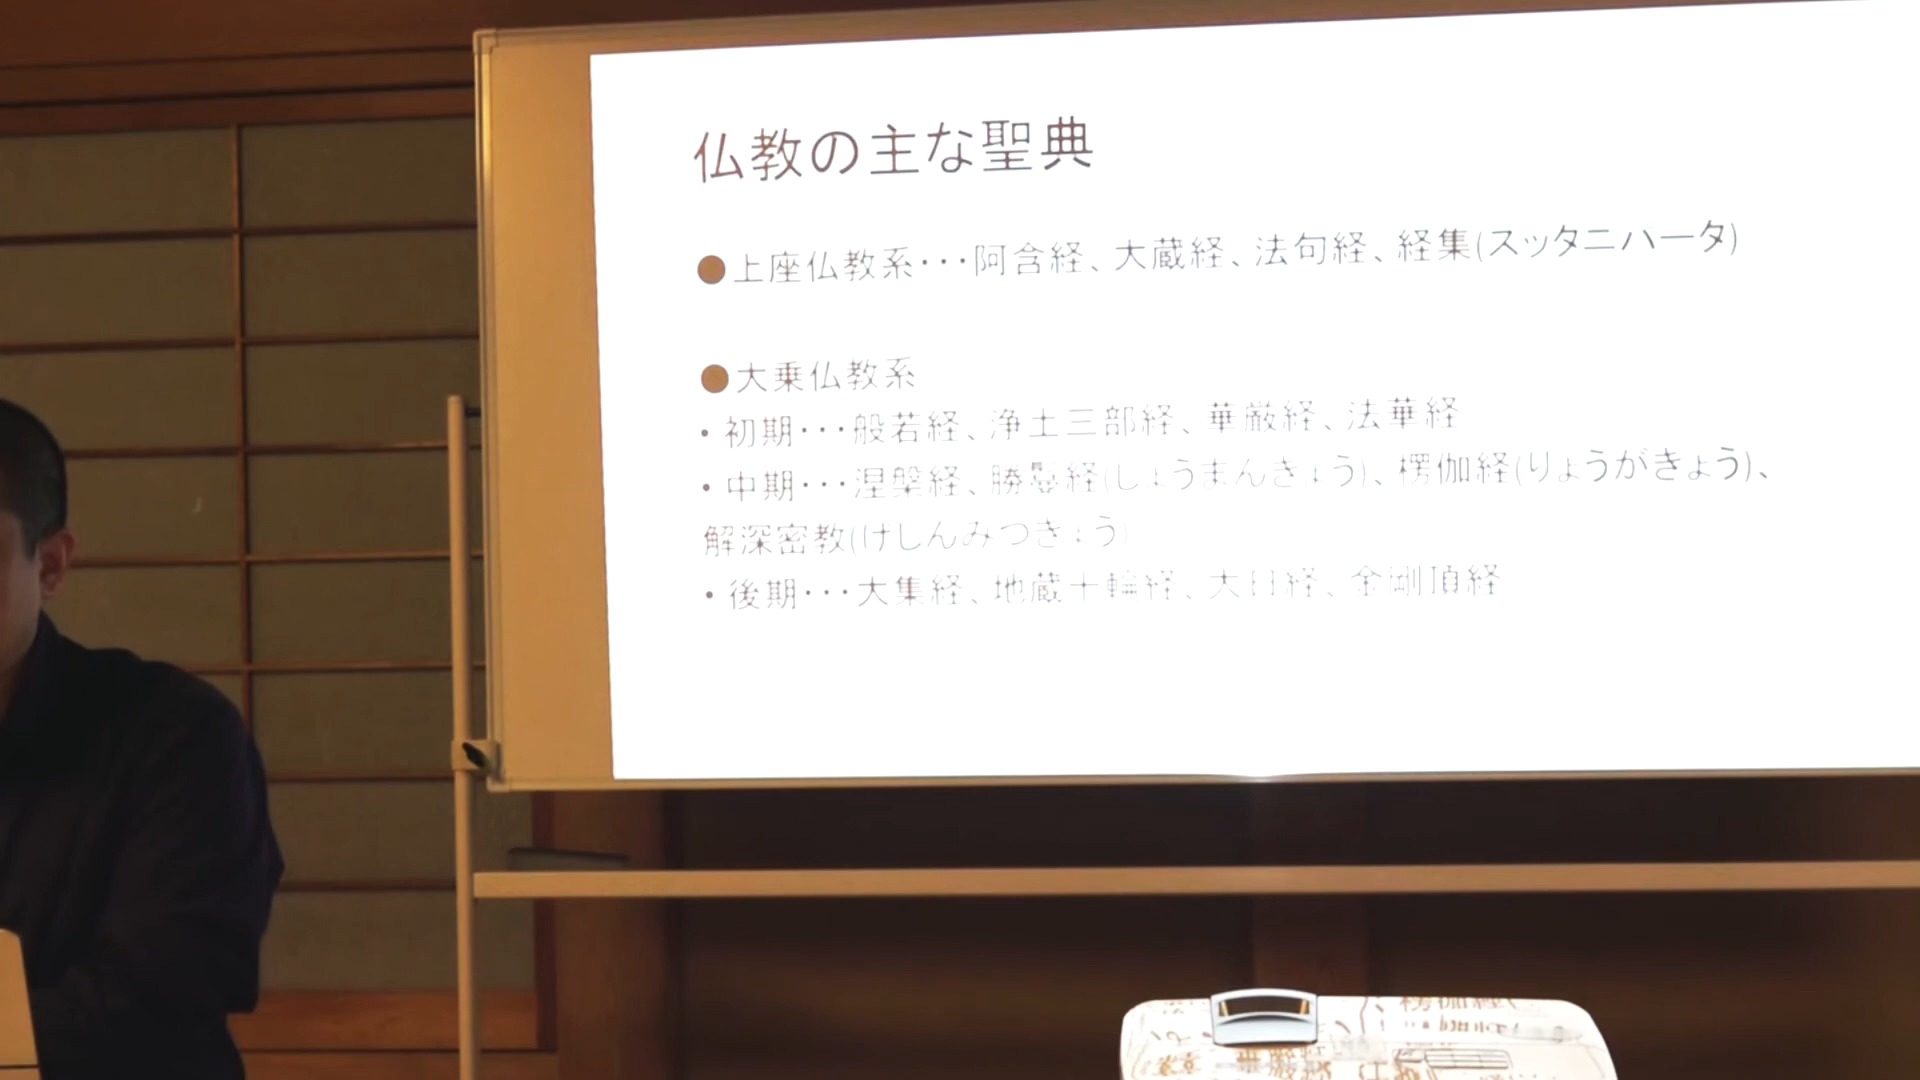 仏教の主な聖典
●上座仏教系･･･阿含経、大蔵経、法句経、経集(スッタニハータ)
●大乗仏教系
・初期･･･般若経、浄土三部経、華厳経、法華経
・中期･･･涅槃経、勝曼経(しょうまんきょう)、楞伽経(りょうがきょう)、
解深密教(げしんみつきょう)
・後期･･･大集経、地蔵十輪経、大日経、金剛頂経